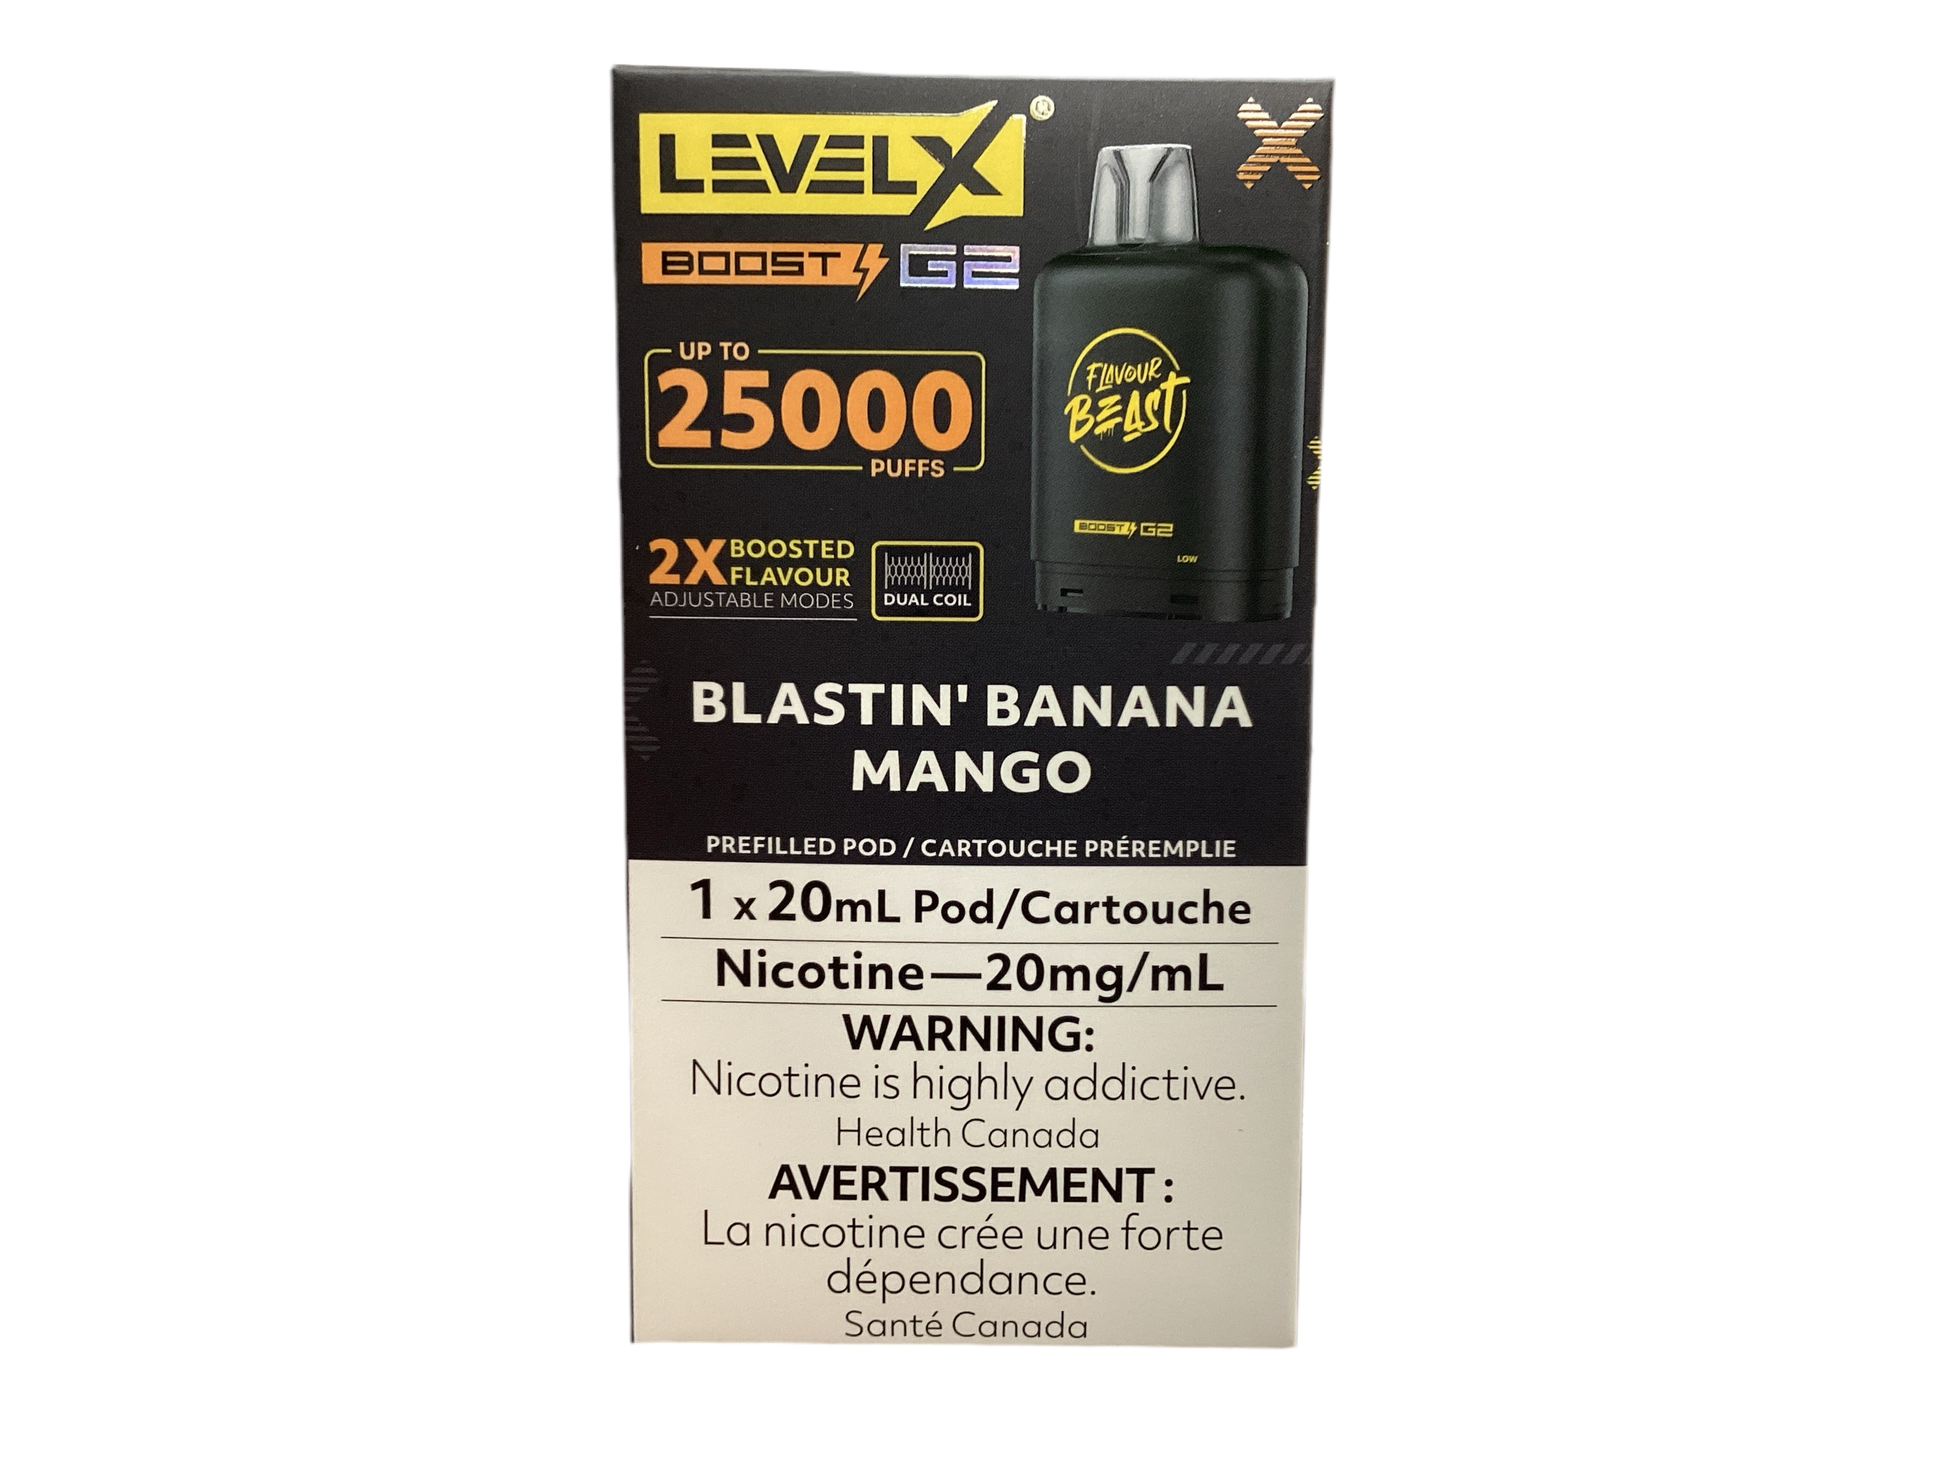 LEVELX®
BOOST G2
UP TO
25000
PUFFS
2X BOOSTED
FLAVOUR
ADJUSTABLE MODES
DUAL COIL
FLAVOUR
BEAST
BOOST G2
LOW
BLASTIN' BANANA
MANGO
PREFILLED POD / CARTOUCHE PRÉREMPLIE
1 x 20mL Pod/Cartouche
Nicotine—20mg/mL
WARNING:
Nicotine is highly addictive.
Health Canada
AVERTISSEMENT :
La nicotine crée une forte
dépendance.
Santé Canada